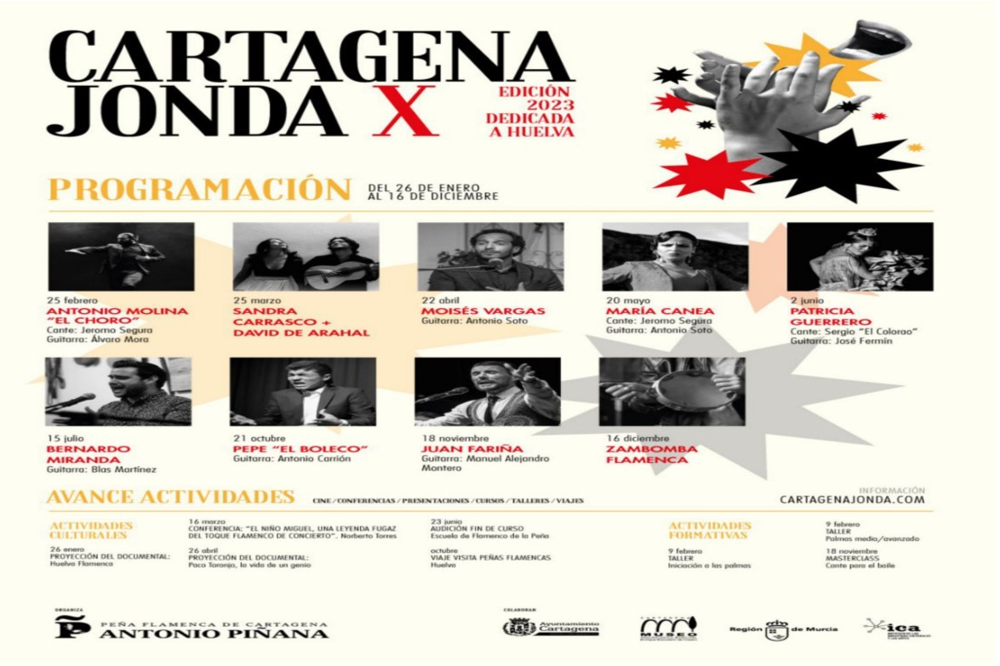 CARTAGENA
JONDA X
EDICIÓN
2023
DEDICADA
A HUELVA
PROGRAMACIÓN
DEL 26 DE ENERO
AL 16 DE DICIEMBRE
25 febrero
ANTONIO MOLINA
"EL CHORO"
Cante: Jeromo Segura
Guitarra: Álvaro Mora
25 marzo
SANDRA
CARRASCO +
DAVID DE ARAHAL
22 abril
MOISÉS VARGAS
Guitarra: Antonio Soto
20 mayo
MARÍA CANEA
Cante: Jeromo Segura
Guitarra: Antonio Soto
2 junio
PATRICIA
GUERRERO
Cante: Sergio "El Colorao"
Guitarra: José Fermín
15 julio
BERNARDO
MIRANDA
Guitarra: Blas Martínez
21 octubre
PEPE "EL BOLECO"
Guitarra: Antonio Carrión
18 noviembre
JUAN FARIÑA
Guitarra: Manuel Alejandro
Montero
16 diciembre
ZAMBOMBA
FLAMENCA
AVANCE ACTIVIDADES
CINE / CONFERENCIAS / PRESENTACIONES / CURSOS / TALLERES / VIAJES
INFORMACIÓN
CARTAGENAJONDA.COM
ACTIVIDADES
CULTURALES
26 enero
PROYECCIÓN DEL DOCUMENTAL:
Huelva Flamenca
16 marzo
CONFERENCIA: "EL NIÑO MIGUEL, UNA LEYENDA FUGAZ
DEL TOQUE FLAMENCO DE CONCIERTO". Norberto Torres
26 abril
PROYECCIÓN DEL DOCUMENTAL:
Paco Toronjo, la vida de un genio
23 junio
AUDICIÓN FIN DE CURSO
Escuela de Flamenco de la Peña
octubre
VIAJE VISITA PEÑAS FLAMENCAS
Huelva
ACTIVIDADES
FORMATIVAS
9 febrero
TALLER
Iniciación a las palmas
9 febrero
TALLER
Palmas media/avanzado
18 noviembre
MASTERCLASS
Cante para el baile
ORGANIZA
PEÑA FLAMENCA DE CARTAGENA
ANTONIO PIÑANA
COLABORAN
Ayuntamiento
Cartagena
MUSEO
Región de Murcia
ica